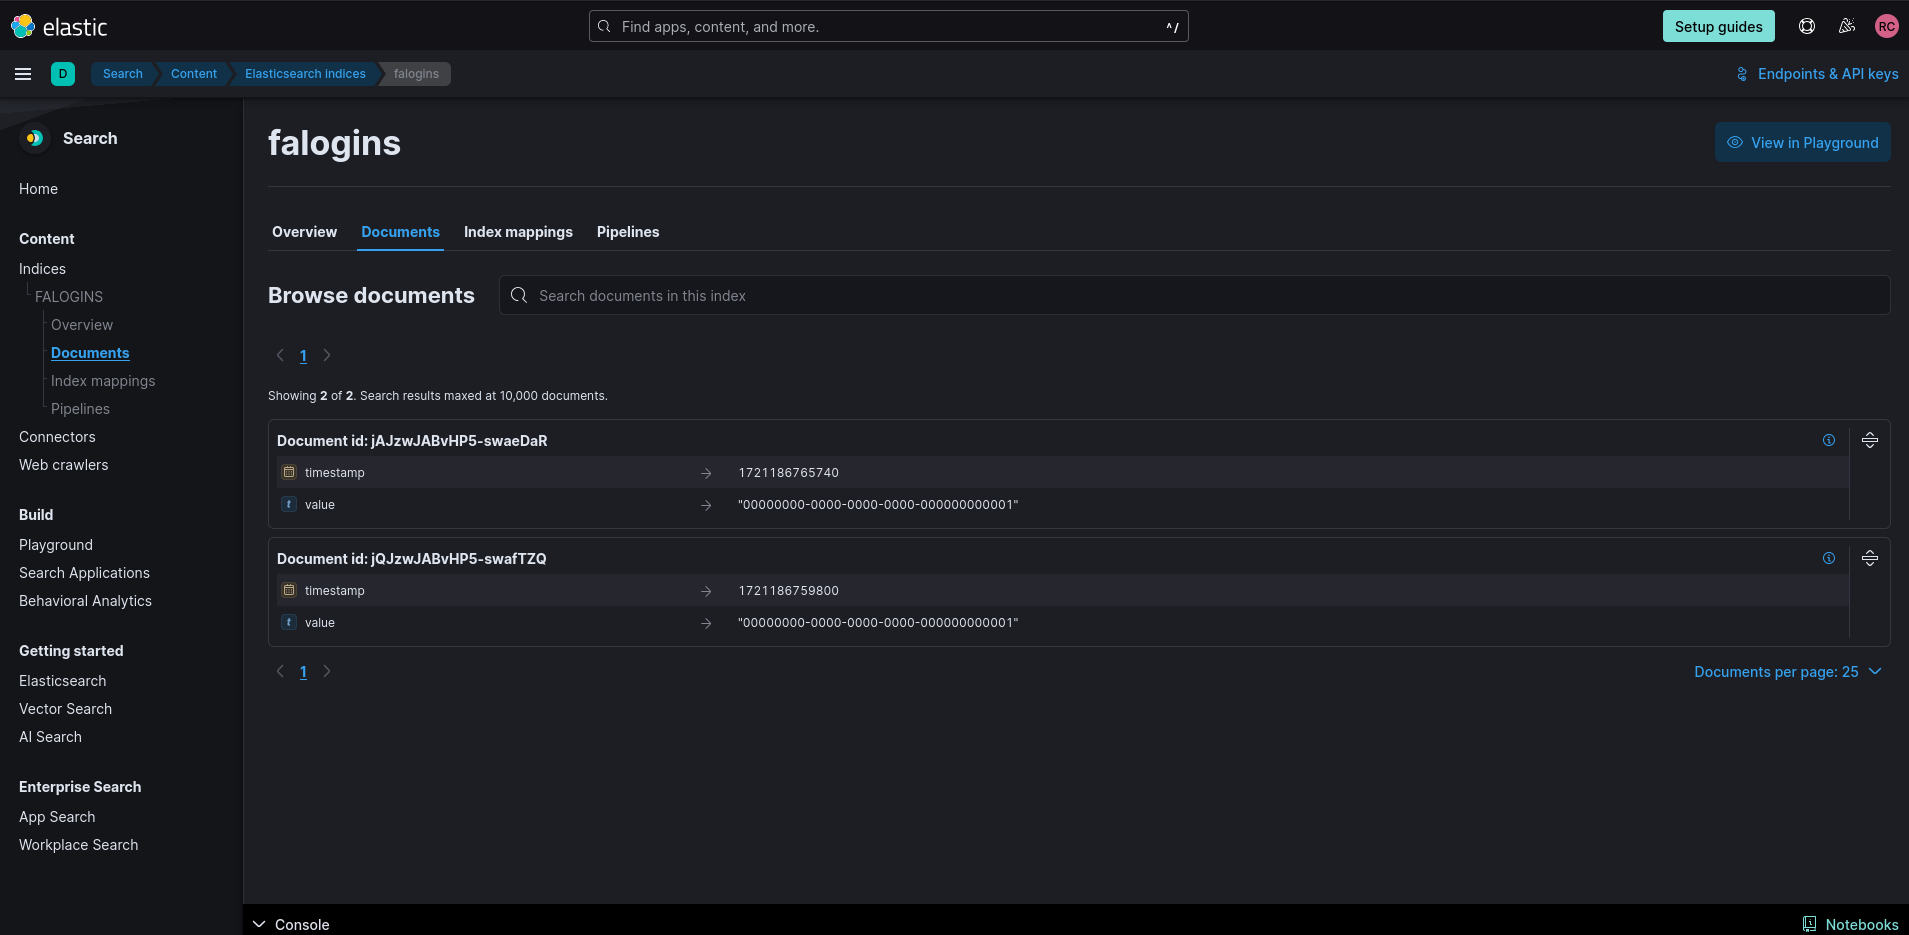 elastic
Find apps, content, and more.
^/
Setup guides
RC
D
Search
Content
Elasticsearch indices
falogins
Endpoints & API keys
Search
Home
Content
Indices
FALOGINS
Overview
Documents
Index mappings
Pipelines
Connectors
Web crawlers
Build
Playground
Search Applications
Behavioral Analytics
Getting started
Elasticsearch
Vector Search
AI Search
Enterprise Search
App Search
Workplace Search
falogins
View in Playground
Overview
Documents
Index mappings
Pipelines
Browse documents
Search documents in this index
1
Showing 2 of 2. Search results maxed at 10,000 documents.
Document id: jAJzwJABvHP5-swaeDaR
timestamp
1721186765740
t value
"00000000-0000-0000-0000-000000000001"
Document id: jQJzwJABvHP5-swafTZQ
timestamp
1721186759800
t value
"00000000-0000-0000-0000-000000000001"
1
Documents per page: 25
Console
Notebooks